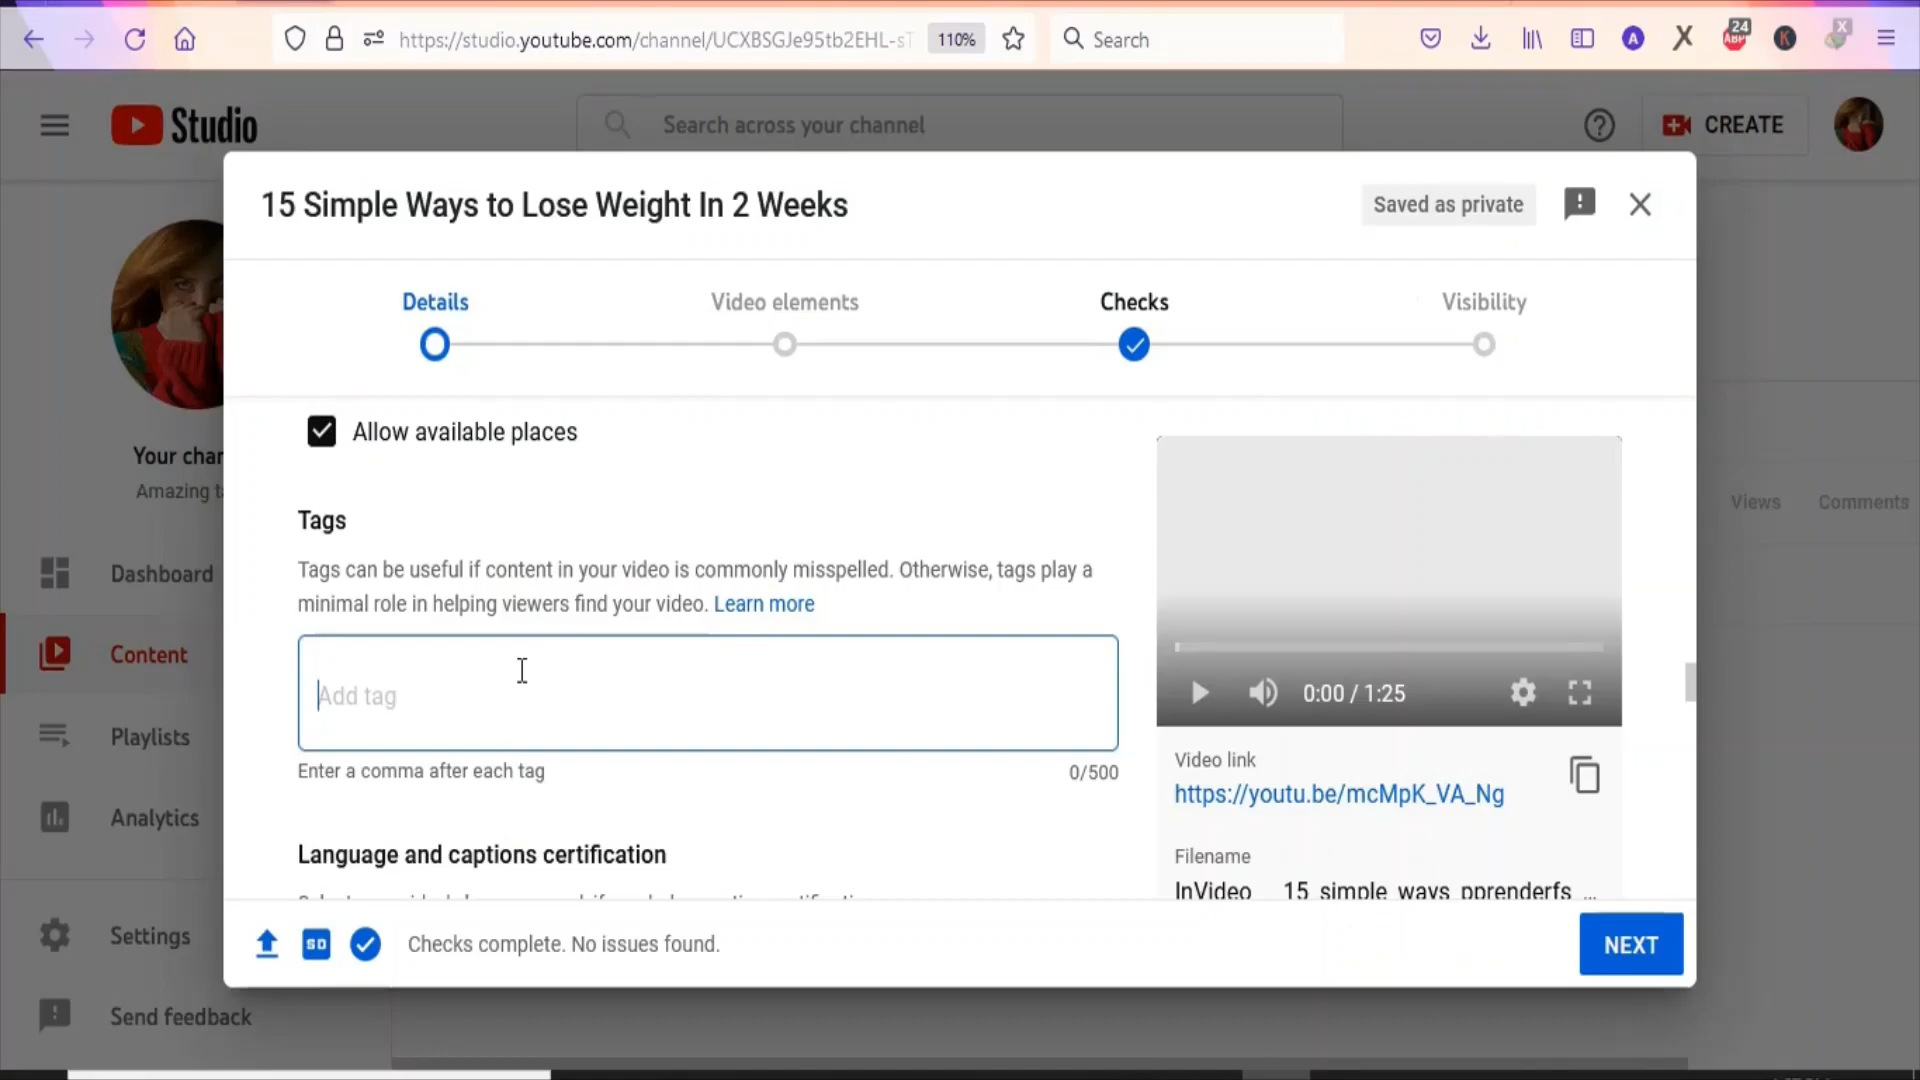 https://studio.youtube.com/channel/UCXBSGJe95tb2EHL-sT
110%
Search
24
ABP
A
K
X
Studio
Search across your channel
CREATE
15 Simple Ways to Lose Weight In 2 Weeks
Saved as private
Details
Video elements
Checks
Visibility
Allow available places
Your char
Amazing t
Views
Comments
Tags
Tags can be useful if content in your video is commonly misspelled. Otherwise, tags play a
minimal role in helping viewers find your video. Learn more
Add tag
Enter a comma after each tag
0/500
Language and captions certification
0:00 / 1:25
Video link
https://youtu.be/mcMpK_VA_Ng
Filename
InVideo 15 simple ways pprenderfs ...
Dashboard
Content
Playlists
Analytics
Settings
Send feedback
SD
Checks complete. No issues found.
NEXT